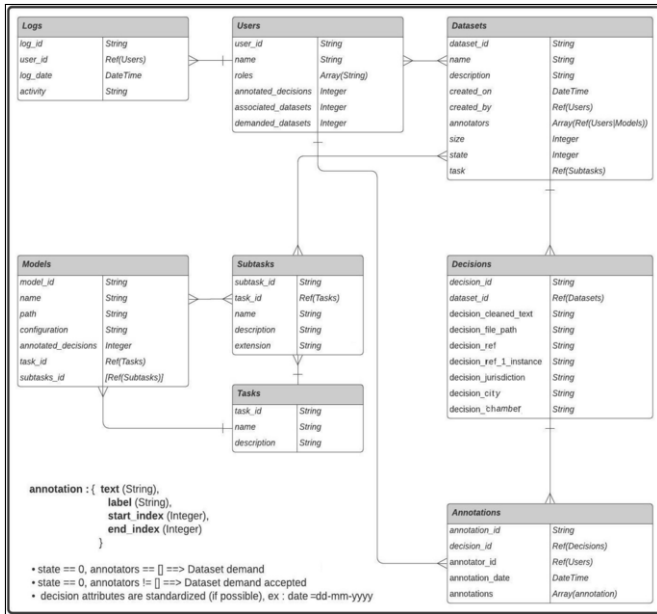 Logs
log_id String
user_id Ref(Users)
log_date DateTime
activity String
Users
user_id String
name String
roles Array(String)
annotated_decisions Integer
associated_datasets Integer
demanded_datasets Integer
Datasets
dataset_id String
name String
description String
created_on DateTime
created_by Ref(Users)
annotators Array(Ref(Users|Models))
size Integer
state Integer
task Ref(Subtasks)
Models
model_id String
name String
path String
configuration String
annotated_decisions Integer
task_id Ref(Tasks)
subtasks_id [Ref(Subtasks)]
Subtasks
subtask_id String
task_id Ref(Tasks)
name String
description String
extension String
Decisions
decision_id String
dataset_id Ref(Datasets)
decision_cleaned_text String
decision_file_path String
decision_ref String
decision_ref_1_instance String
decision_jurisdiction String
decision_city String
decision_chamber String
Tasks
task_id String
name String
description String
annotation : { text (String),
label (String),
start_index (Integer),
end_index (Integer)
}
• state == 0, annotators == [] ==> Dataset demand
• state == 0, annotators != [] ==> Dataset demand accepted
• decision attributes are standardized (if possible), ex : date =dd-mm-yyyy
Annotations
annotation_id String
decision_id Ref(Decisions)
annotator_id Ref(Users)
annotation_date DateTime
annotations Array(annotation)